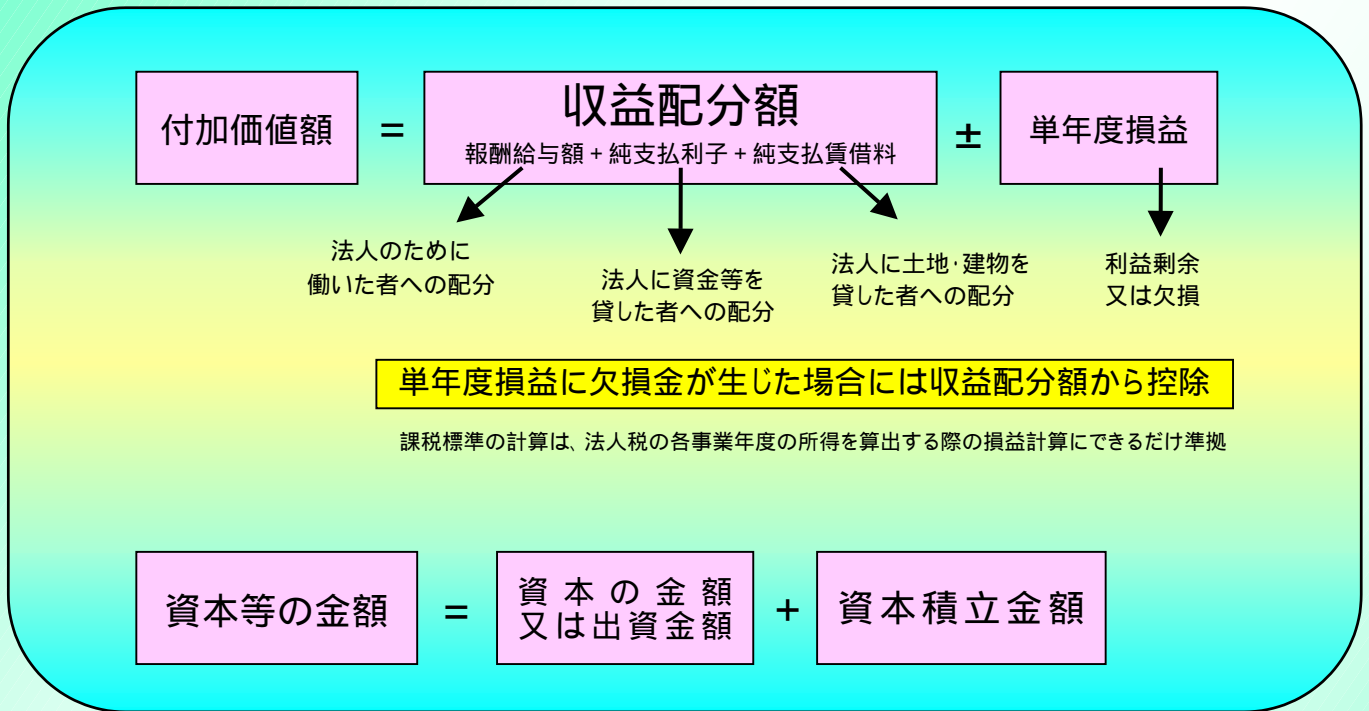 付加価値額 = 収益配分額 ± 単年度損益
報酬給与額+純支払利子+純支払賃借料
法人のために
働いた者への配分
法人に資金等を
貸した者への配分
法人に土地・建物を
貸した者への配分
利益剰余
又は欠損
単年度損益に欠損金が生じた場合には収益配分額から控除
課税標準の計算は、法人税の各事業年度の所得を算出する際の損益計算にできるだけ準拠
資本等の金額 =
資本の金額
又は出資金額
+ 資本積立金額